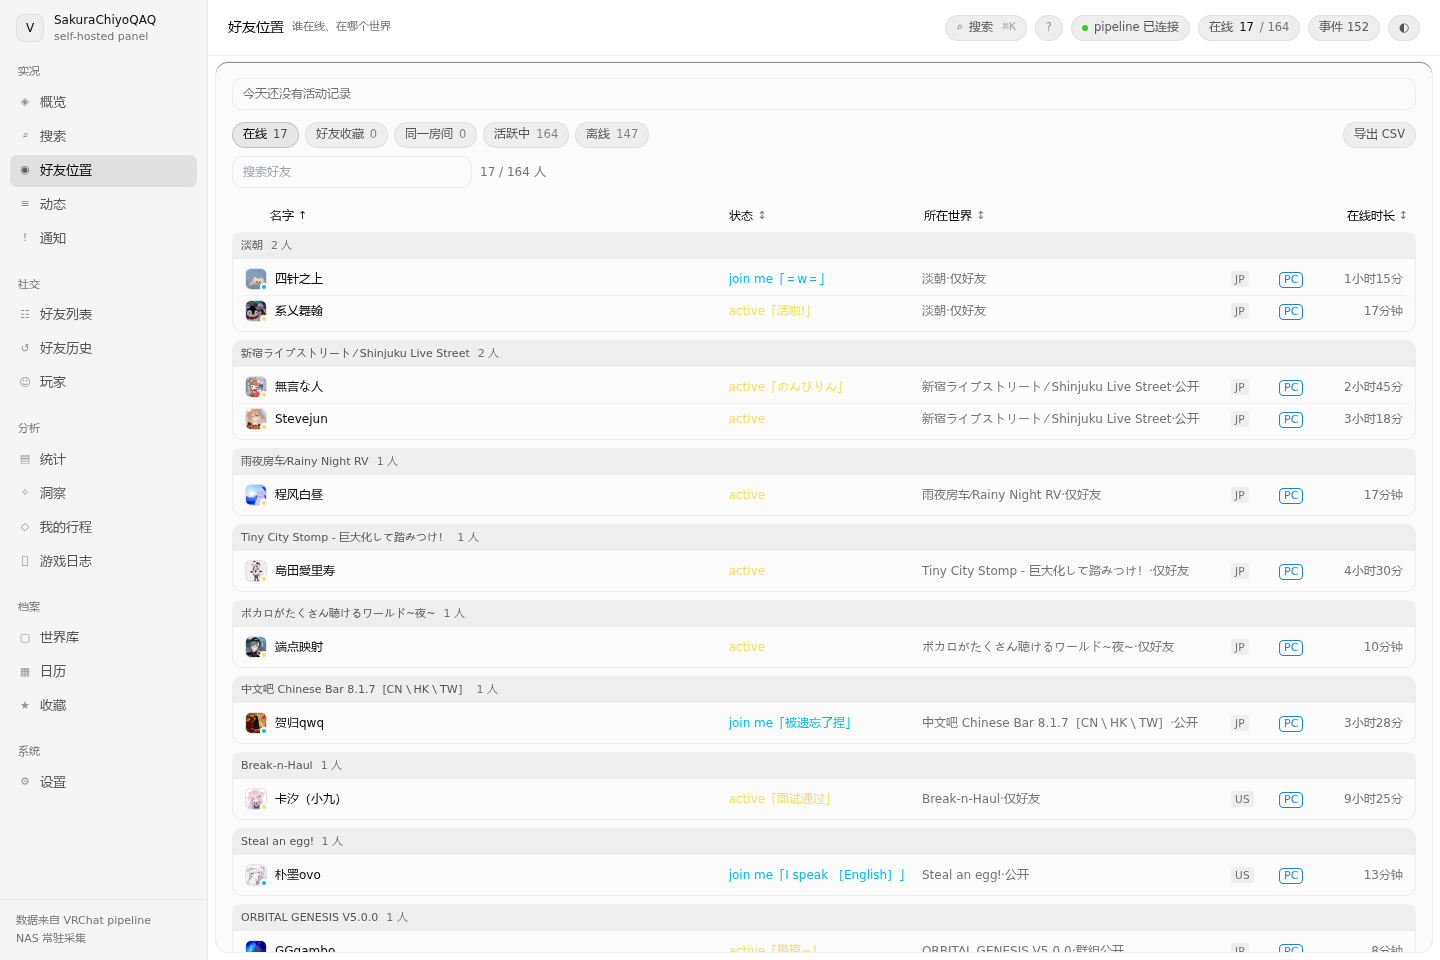 V
SakuraChiyoQAQ
self-hosted panel
实况
概览
搜索
好友位置
动态
通知
社交
好友列表
好友历史
玩家
分析
统计
洞察
我的行程
游戏日志
档案
世界库
日历
收藏
系统
设置
数据来自 VRChat pipeline
NAS 常驻采集
好友位置 谁在线、在哪个世界
搜索 ⌘K
?
pipeline 已连接
在线 17 / 164
事件 152
今天还没有活动记录
在线 17
好友收藏 0
同一房间 0
活跃中 164
离线 147
导出 CSV
搜索好友
17 / 164 人
名字 ↑ 状态 ↕ 所在世界 ↕ 在线时长 ↕
淡朝 2 人
四针之上 join me「 = w = 」 淡朝·仅好友 JP PC 1小时15分
系乂舞翰 active「活啦!」 淡朝·仅好友 JP PC 17分钟
新宿ライブストリート ⁄ Shinjuku Live Street 2 人
無言な人 active「のんびりん」 新宿ライブストリート ⁄ Shinjuku Live Street·公开 JP PC 2小时45分
Stevejun active 新宿ライブストリート ⁄ Shinjuku Live Street·公开 JP PC 3小时18分
雨夜房车⁄Rainy Night RV 1 人
程风白昼 active 雨夜房车⁄Rainy Night RV·仅好友 JP PC 17分钟
Tiny City Stomp - 巨大化して踏みつけ！ 1 人
島田愛里寿 active Tiny City Stomp - 巨大化して踏みつけ！·仅好友 JP PC 4小时30分
ボカロがたくさん聴けるワールド~夜~ 1 人
端点映射 active ボカロがたくさん聴けるワールド~夜~·仅好友 JP PC 10分钟
中文吧 Chinese Bar 8.1.7［CN \ HK \ TW］ 1 人
贺归qwq join me「被遗忘了捏」 中文吧 Chinese Bar 8.1.7［CN \ HK \ TW］·公开 JP PC 3小时28分
Break-n-Haul 1 人
卡汐（小九） active「面试通过」 Break-n-Haul·仅好友 US PC 9小时25分
Steal an egg! 1 人
朴墨ovo join me「I speak ［English］」 Steal an egg!·公开 US PC 13分钟
ORBITAL GENESIS V5.0.0 1 人
GGgambo active「摸摸~」 ORBITAL GENESIS V5.0.0·群组公开 JP PC 8分钟